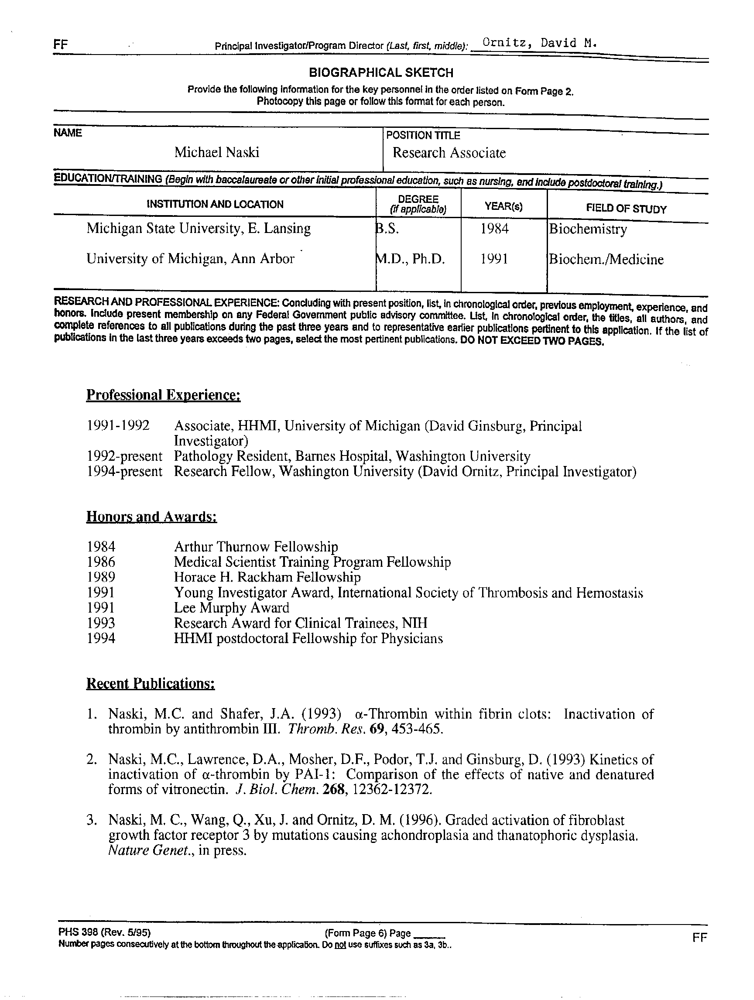 FF Principal Investigator/Program Director (Last, first, middle): Ornitz, David M.
BIOGRAPHICAL SKETCH
Provide the following information for the key personnel in the order listed on Form Page 2.
Photocopy this page or follow this format for each person.
NAME POSITION TITLE
Michael Naski Research Associate
EDUCATION/TRAINING (Begin with baccalaureate or other initial professional education, such as nursing, and include postdoctoral training.)
INSTITUTION AND LOCATION DEGREE (if applicable) YEAR(s) FIELD OF STUDY
Michigan State University, E. Lansing B.S. 1984 Biochemistry
University of Michigan, Ann Arbor M.D., Ph.D. 1991 Biochem./Medicine
RESEARCH AND PROFESSIONAL EXPERIENCE: Concluding with present position, list, in chronological order, previous employment, experience, and
honors. Include present membership on any Federal Government public advisory committee. List, in chronological order, the titles, all authors, and
complete references to all publications during the past three years and to representative earlier publications pertinent to this application. If the list of
publications in the last three years exceeds two pages, select the most pertinent publications. DO NOT EXCEED TWO PAGES.
Professional Experience:
1991-1992 Associate, HHMI, University of Michigan (David Ginsburg, Principal
Investigator)
1992-present Pathology Resident, Barnes Hospital, Washington University
1994-present Research Fellow, Washington University (David Ornitz, Principal Investigator)
Honors and Awards:
1984 Arthur Thurnow Fellowship
1986 Medical Scientist Training Program Fellowship
1989 Horace H. Rackham Fellowship
1991 Young Investigator Award, International Society of Thrombosis and Hemostasis
1991 Lee Murphy Award
1993 Research Award for Clinical Trainees, NIH
1994 HHMI postdoctoral Fellowship for Physicians
Recent Publications:
1. Naski, M.C. and Shafer, J.A. (1993) α-Thrombin within fibrin clots: Inactivation of
thrombin by antithrombin III. Thromb. Res. 69, 453-465.
2. Naski, M.C., Lawrence, D.A., Mosher, D.F., Podor, T.J. and Ginsburg, D. (1993) Kinetics of
inactivation of α-thrombin by PAI-1: Comparison of the effects of native and denatured
forms of vitronectin. J. Biol. Chem. 268, 12362-12372.
3. Naski, M. C., Wang, Q., Xu, J. and Ornitz, D. M. (1996). Graded activation of fibroblast
growth factor receptor 3 by mutations causing achondroplasia and thanatophoric dysplasia.
Nature Genet., in press.
PHS 398 (Rev. 5/95) (Form Page 6) Page _____ FF
Number pages consecutively at the bottom throughout the application. Do not use suffixes such as 3a, 3b..